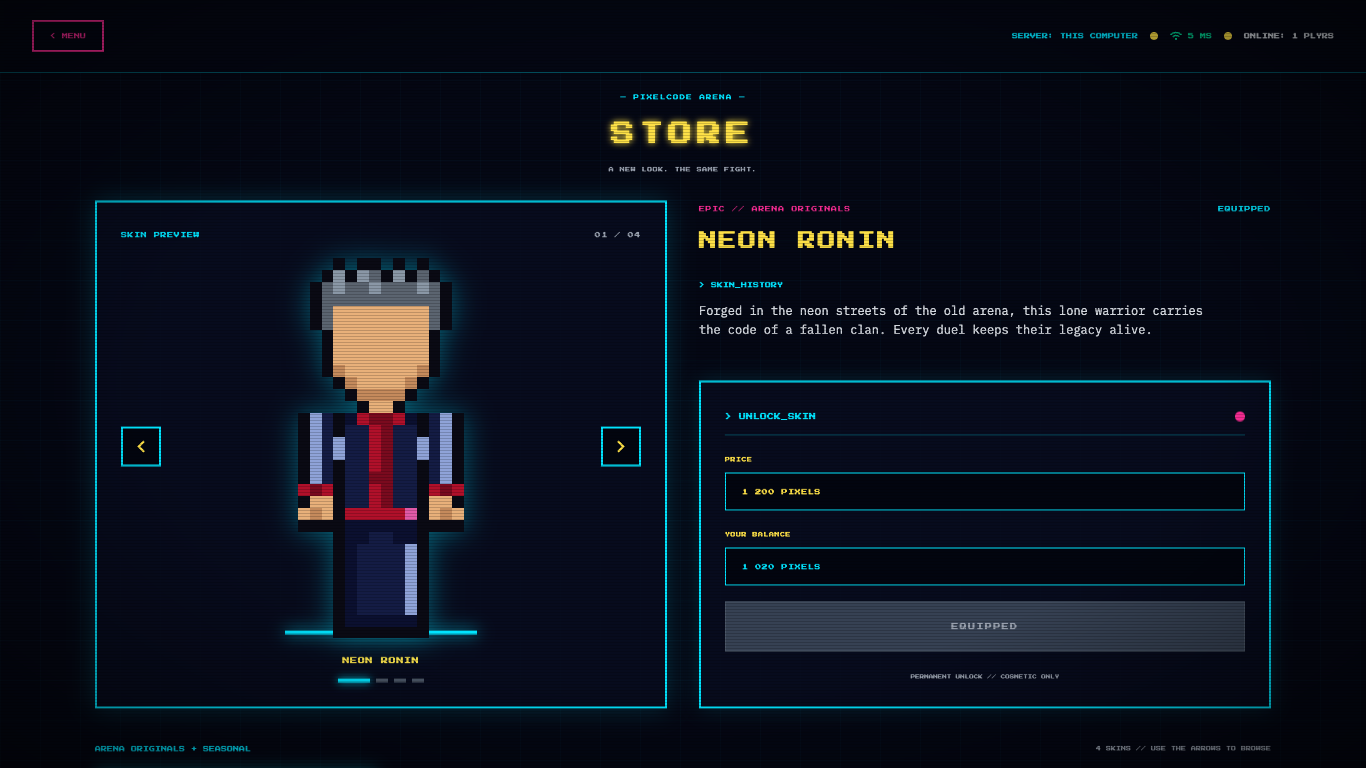 < MENU
SERVER: THIS COMPUTER 5 MS ONLINE: 1 PLYRS
— PIXELCODE ARENA —
STORE
A NEW LOOK. THE SAME FIGHT.
SKIN PREVIEW
01 / 04
NEON RONIN
EPIC // ARENA ORIGINALS
EQUIPPED
NEON RONIN
> SKIN_HISTORY
Forged in the neon streets of the old arena, this lone warrior carries
the code of a fallen clan. Every duel keeps their legacy alive.
> UNLOCK_SKIN
PRICE
1 200 PIXELS
YOUR BALANCE
1 020 PIXELS
EQUIPPED
PERMANENT UNLOCK // COSMETIC ONLY
ARENA ORIGINALS + SEASONAL
4 SKINS // USE THE ARROWS TO BROWSE